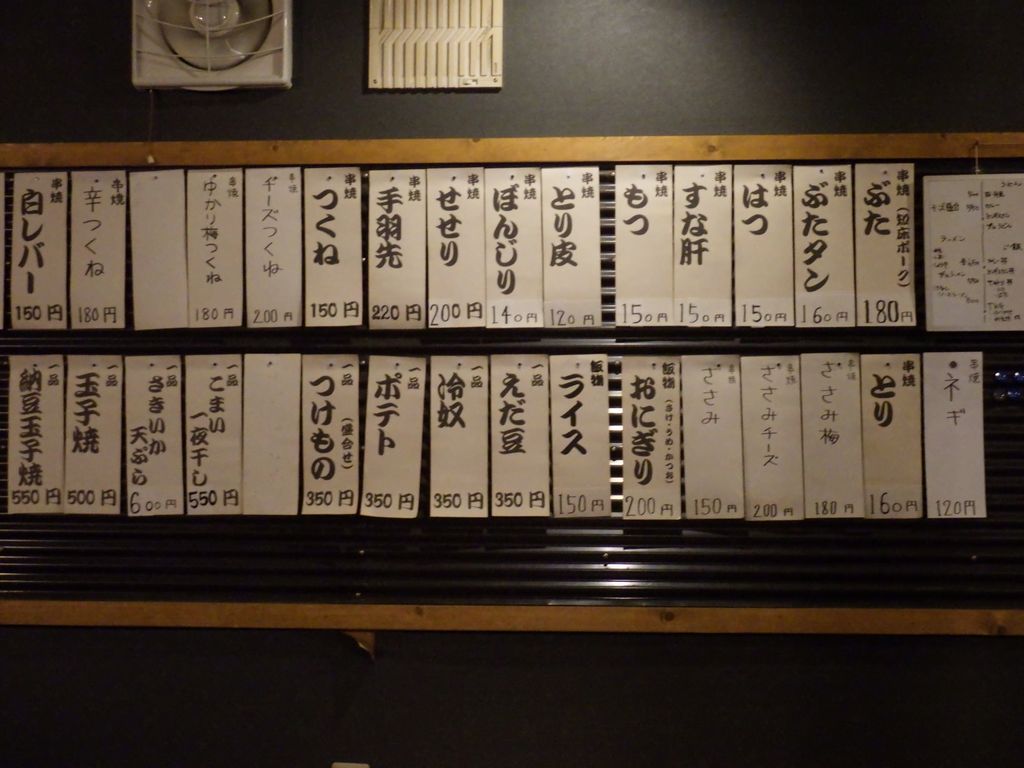 串焼 ぶた (知床ポーク) 180
串焼 ぶたタン 160円
串焼 はつ 150円
串焼 すな肝 150円
串焼 もつ 150円
串焼 とり皮 120円
串焼 ぼんじり 140円
串焼 せせり 200円
串焼 手羽先 220円
串焼 つくね 150円
串焼 チーズつくね 200円
串焼 ゆかり梅つくね 180円
串焼 辛つくね 180円
串焼 白レバー 150円
串焼 ネギ 120円
串焼 とり 160円
串焼 ささみ梅 180円
串焼 ささみチーズ 200円
串焼 ささみ 150円
飯物 おにぎり (さけ・うめ・かつお) 200円
飯物 ライス 150円
一品 えだ豆 350円
一品 冷奴 350円
一品 ポテト 350円
一品 つけもの (盛合せ) 350円
一品 こまい一夜干し 550円
一品 さきいか天ぷら 600円
一品 玉子焼 500円
一品 納豆玉子焼 550円